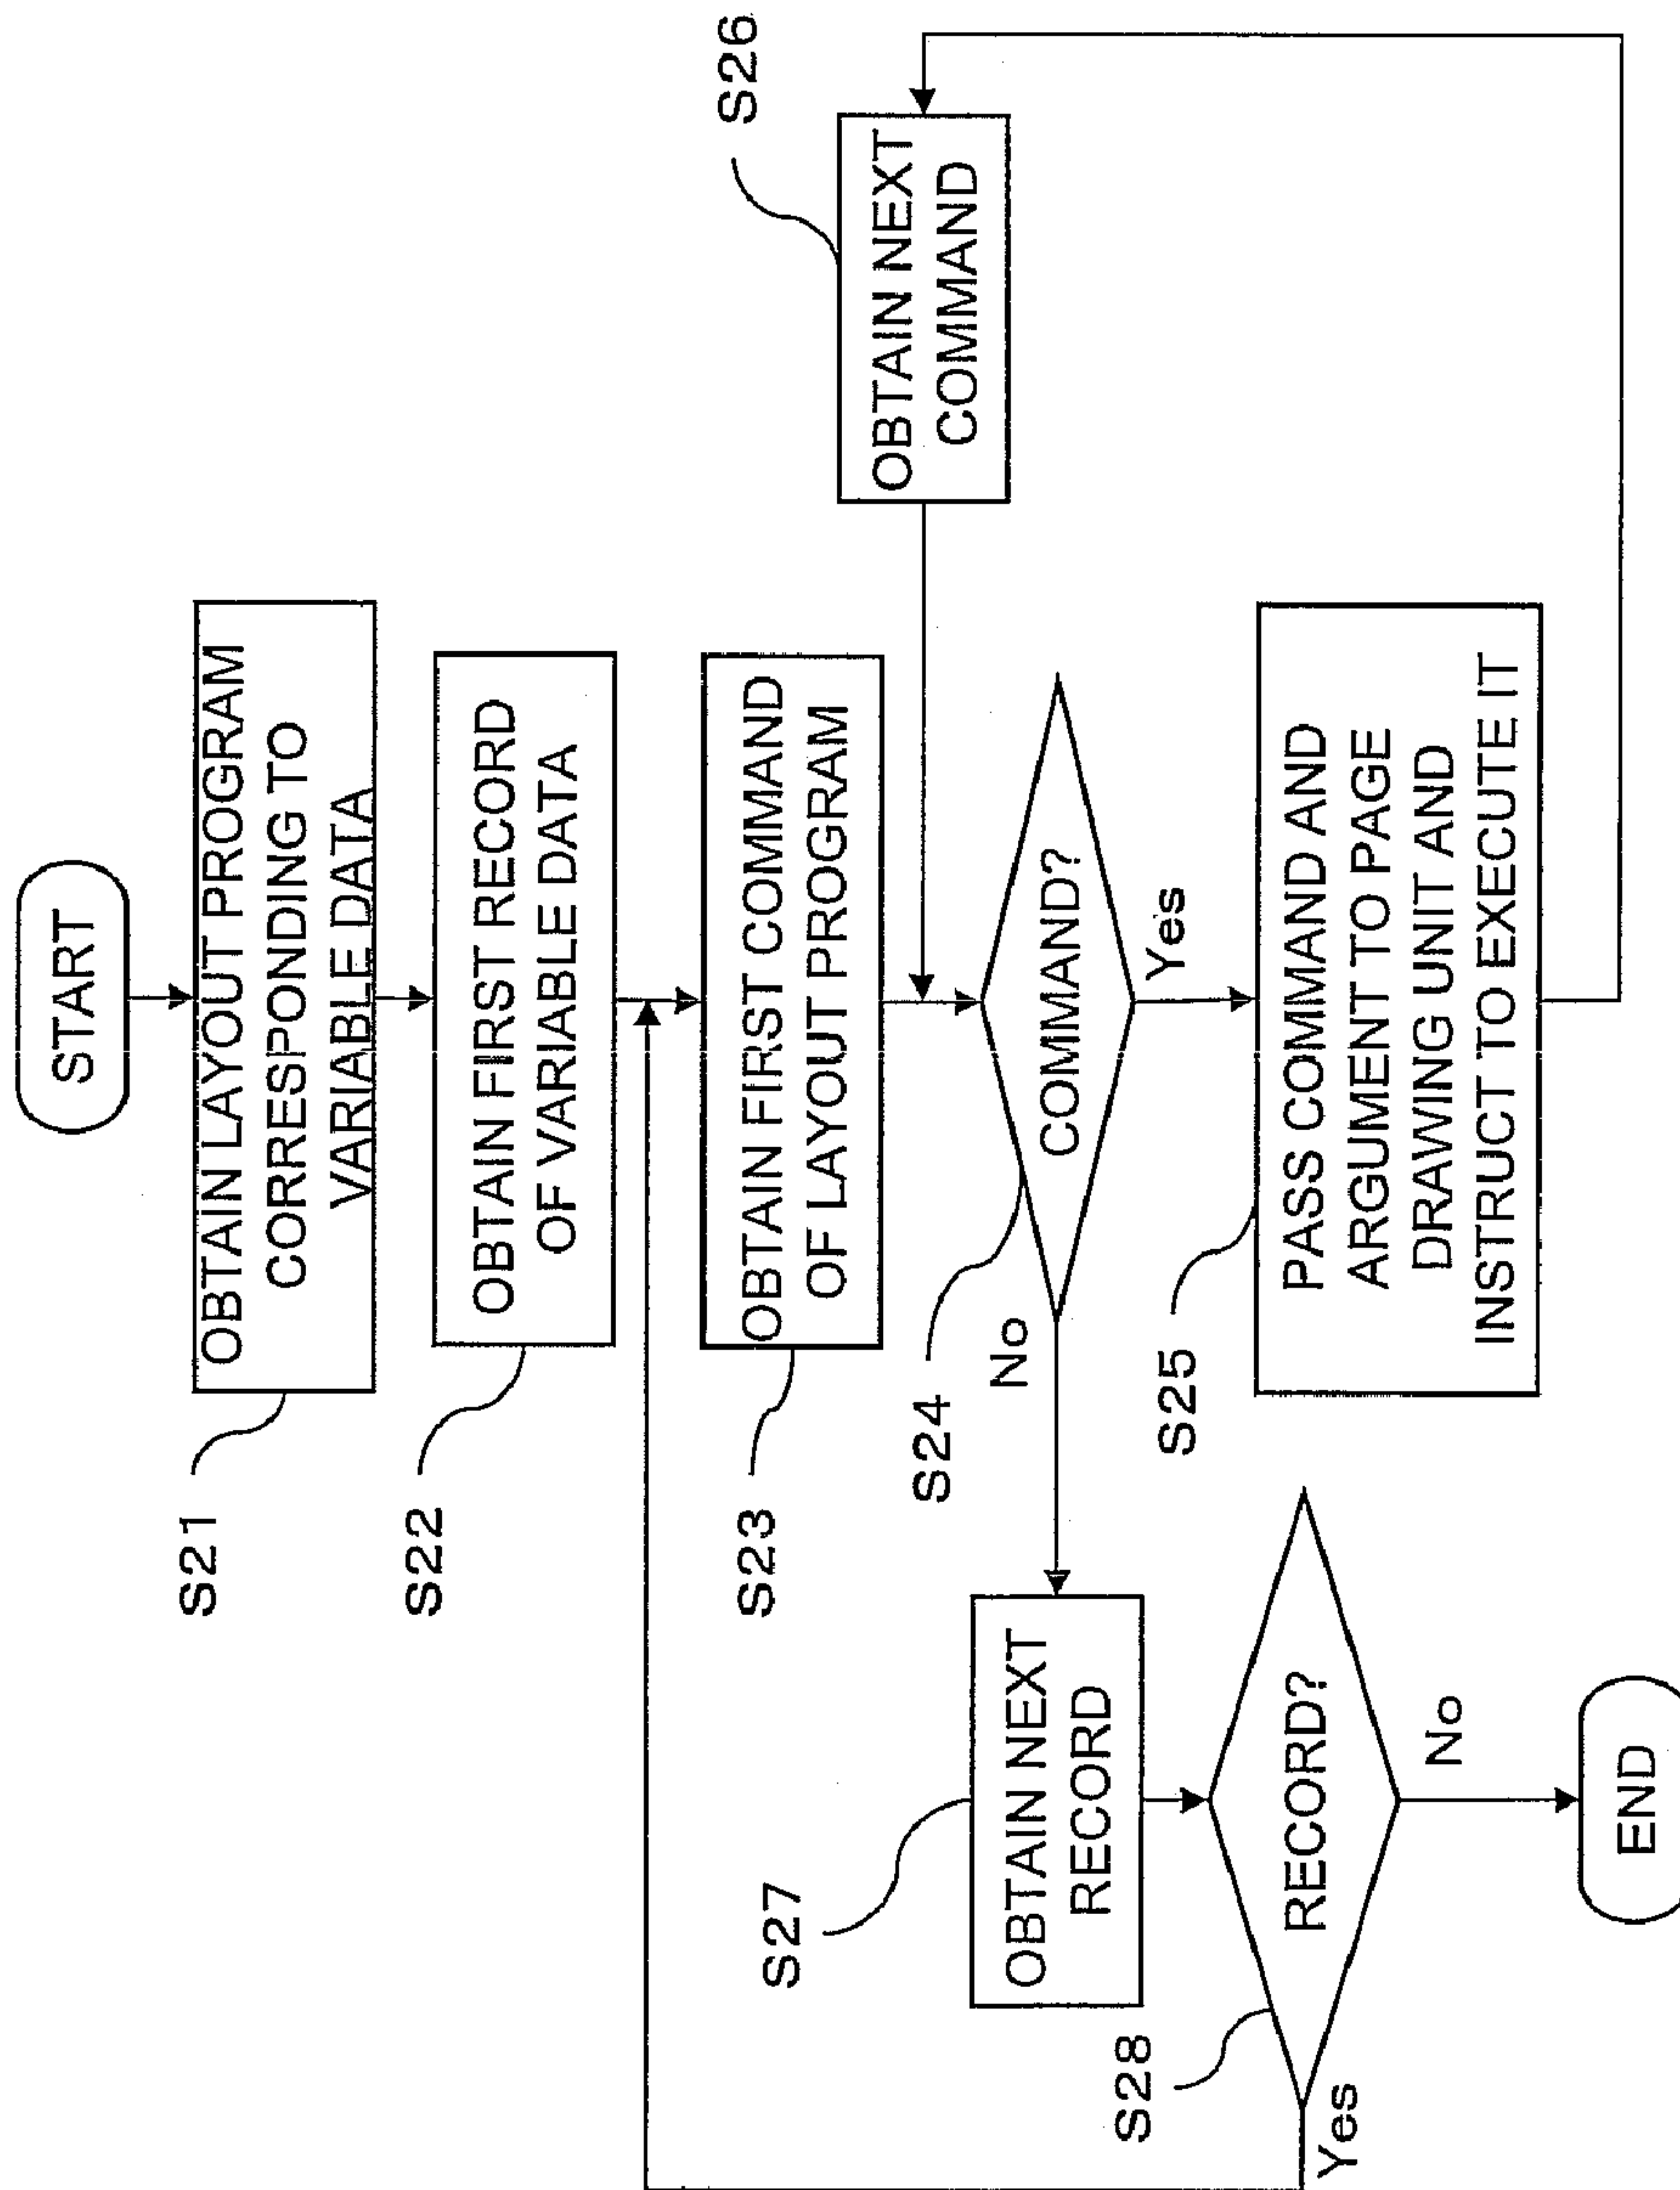 START
S21
OBTAIN LAYOUT PROGRAM
CORRESPONDING TO
VARIABLE DATA
S22
OBTAIN FIRST RECORD
OF VARIABLE DATA
S23
OBTAIN FIRST COMMAND
OF LAYOUT PROGRAM
S26
OBTAIN NEXT
COMMAND
S24
COMMAND?
No
Yes
S25
PASS COMMAND AND
ARGUMENT TO PAGE
DRAWING UNIT AND
INSTRUCT TO EXECUTE IT
S27
OBTAIN NEXT
RECORD
S28
RECORD?
Yes
No
END